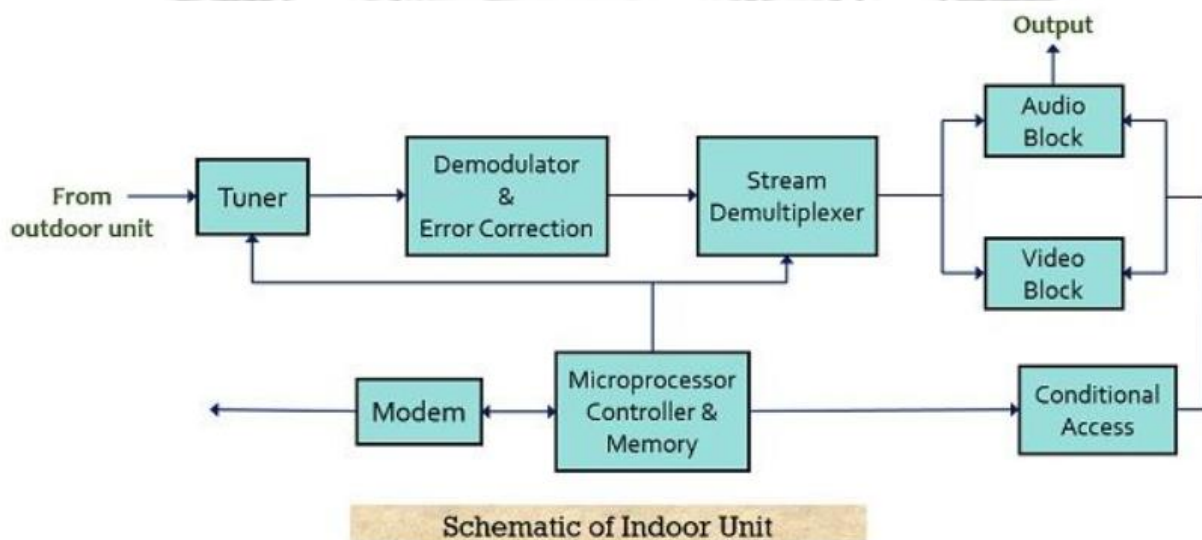 Output
Audio
Block
Demodulator
&
Error Correction
Stream
Demultiplexer
From
outdoor unit
Tuner
Video
Block
Modem
Microprocessor
Controller &
Memory
Conditional
Access
Schematic of Indoor Unit